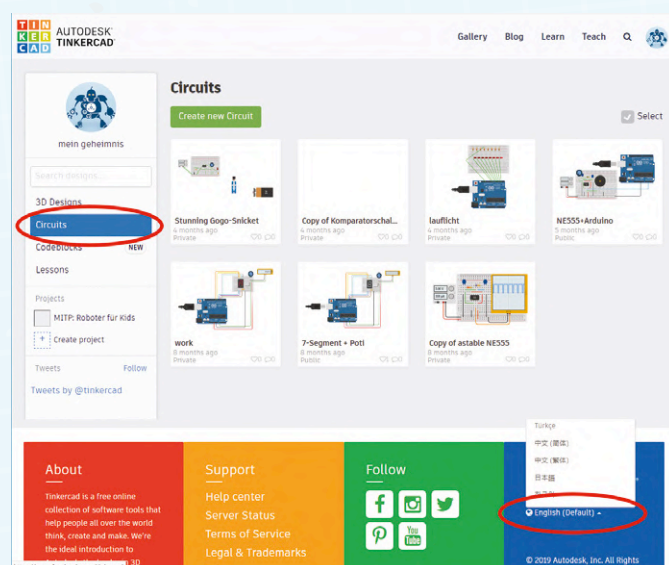 TINKERCAD
AUTODESK
TINKERCAD
Gallery
Blog
Learn
Teach
mein geheimnis
Search designs...
3D Designs
Circuits
Codeblocks NEW
Lessons
Projects
MITP: Roboter für Kids
+ Create project
Tweets Follow
Tweets by @tinkercad
Circuits
Create new Circuit
Select
Stunning Gogo-Snicket
4 months ago
Private
Copy of Komparatorschal...
4 months ago
Private
lauflicht
4 months ago
Private
NE555+Arduino
5 months ago
Public
work
8 months ago
Private
7-Segment + Poti
8 months ago
Public
Copy of astable NE555
8 months ago
Private
About
Tinkercad is a free online
collection of software tools that
help people all over the world
think, create and make. We're
the ideal introduction to
3D
Support
Help center
Server Status
Terms of Service
Legal & Trademarks
Follow
You
Tube
Türkçe
中文 (简体)
中文 (繁体)
日本語
English (Default)
© 2019 Autodesk, Inc. All Rights